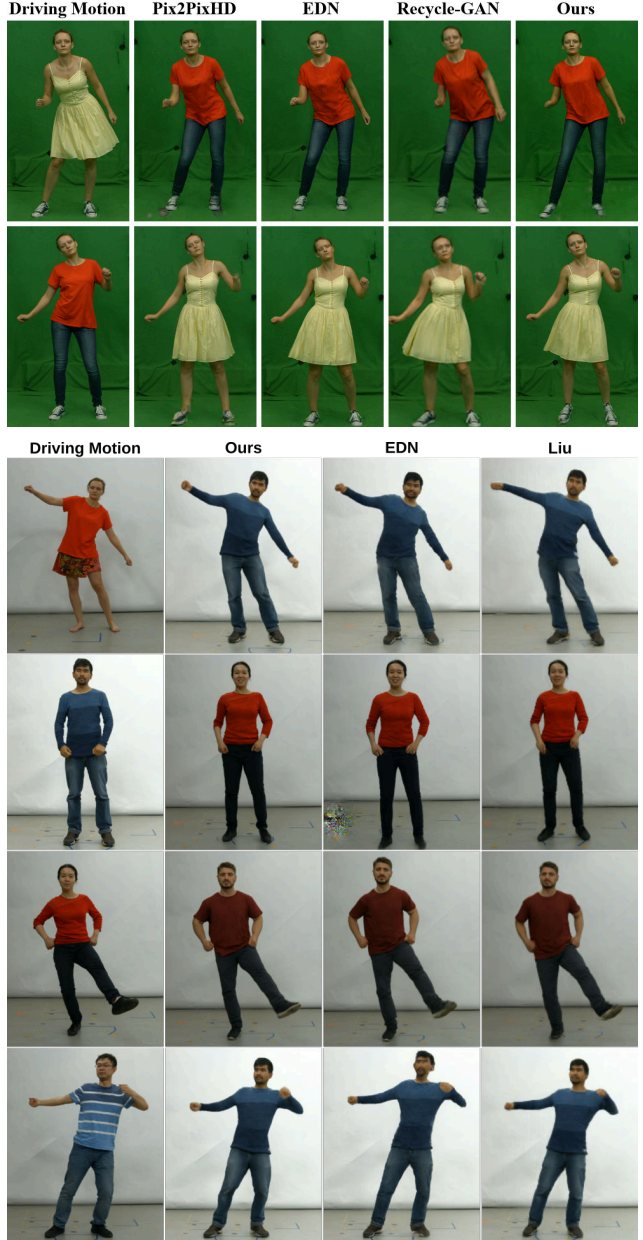 Driving Motion Pix2PixHD EDN Recycle-GAN Ours
Driving Motion Ours EDN Liu